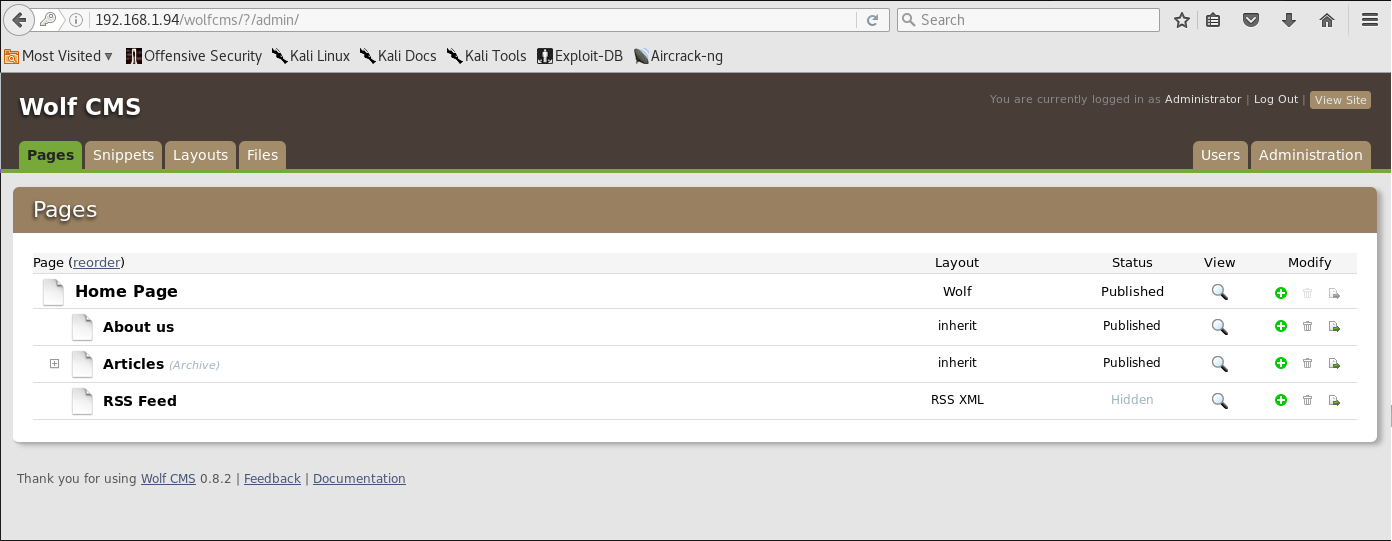 192.168.1.94/wolfcms/?/admin/ Search
Most Visited Offensive Security Kali Linux Kali Docs Kali Tools Exploit-DB Aircrack-ng
Wolf CMS You are currently logged in as Administrator | Log Out | View Site
Pages Snippets Layouts Files Users Administration
Pages
Page (reorder) Layout Status View Modify
Home Page Wolf Published
About us inherit Published
Articles (Archive) inherit Published
RSS Feed RSS XML Hidden
Thank you for using Wolf CMS 0.8.2 | Feedback | Documentation